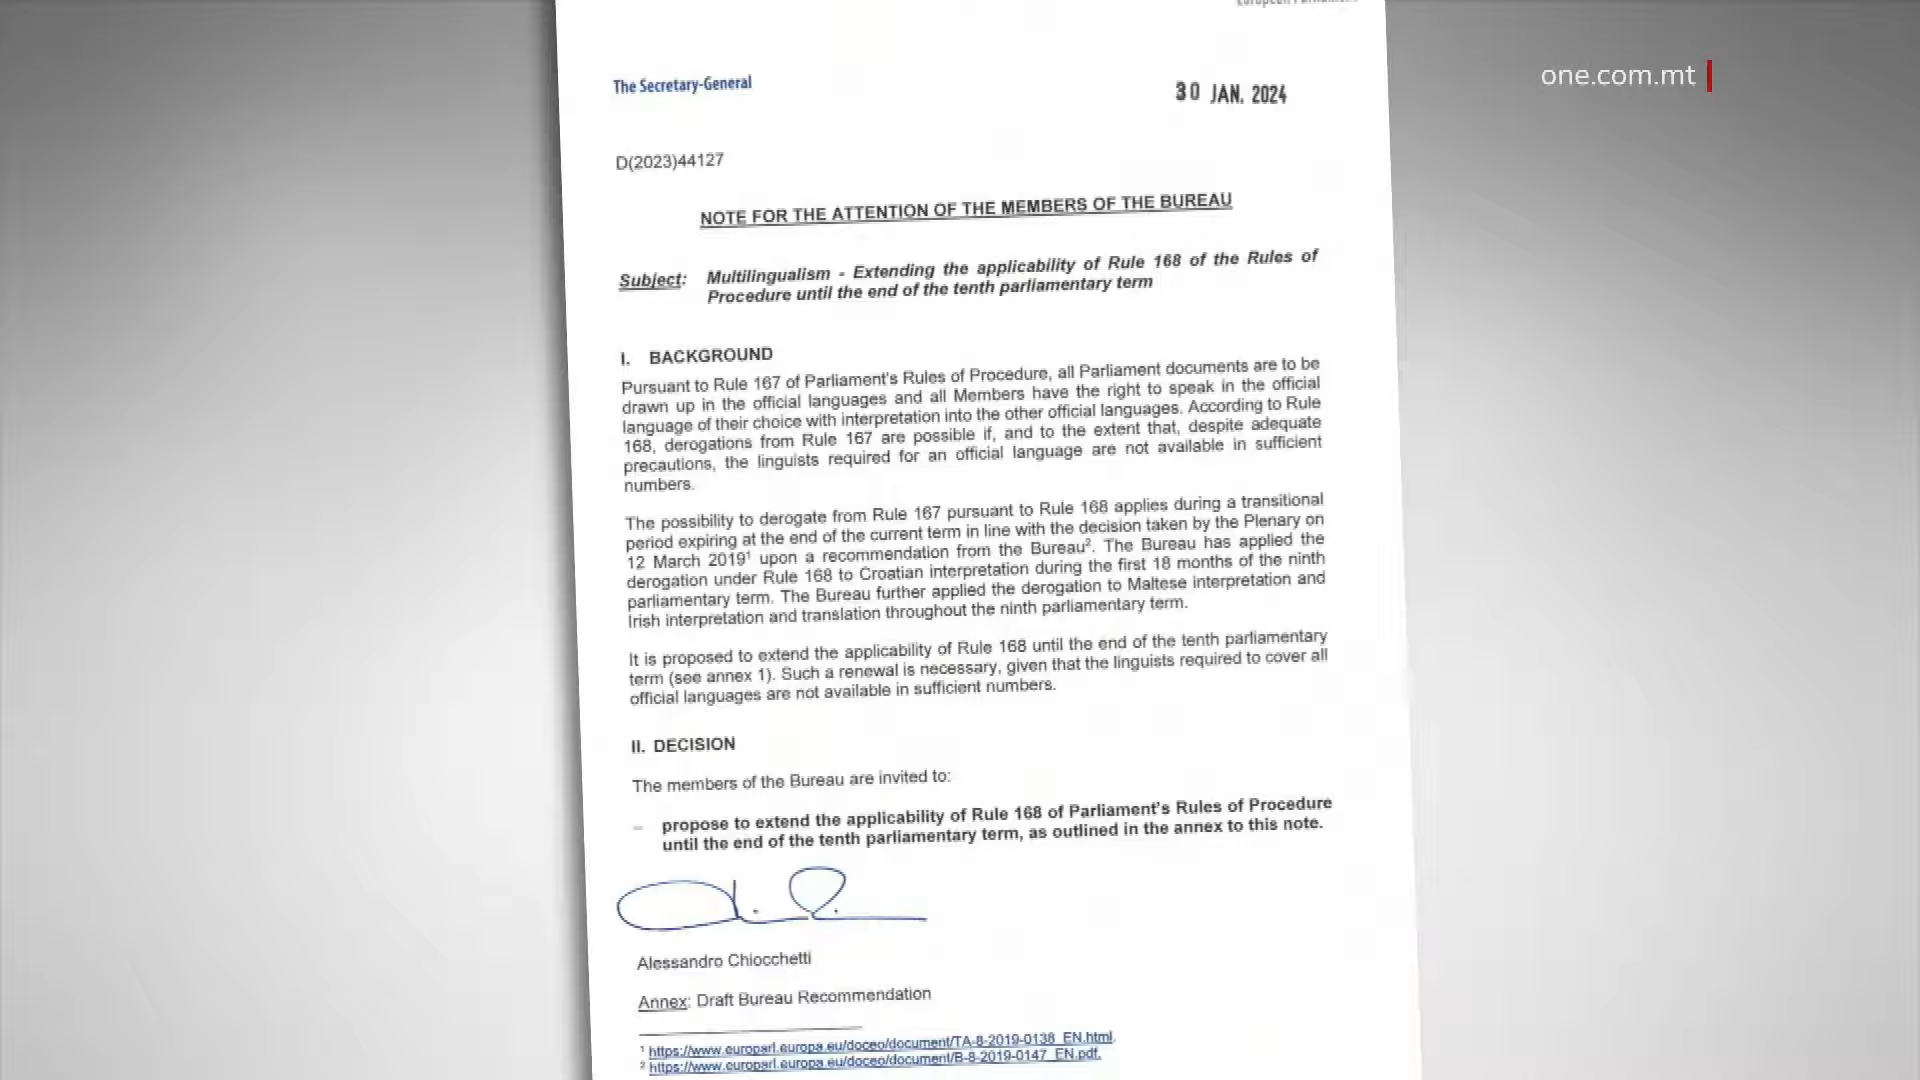 The Secretary-General
30 JAN. 2024
one.com.mt
D(2023)44127
NOTE FOR THE ATTENTION OF THE MEMBERS OF THE BUREAU
Subject: Multilingualism - Extending the applicability of Rule 168 of the Rules of
Procedure until the end of the tenth parliamentary term
I. BACKGROUND
Pursuant to Rule 167 of Parliament's Rules of Procedure, all Parliament documents are to be
drawn up in the official languages and all Members have the right to speak in the official
language of their choice with interpretation into the other official languages. According to Rule
168, derogations from Rule 167 are possible if, and to the extent that, despite adequate
precautions, the linguists required for an official language are not available in sufficient
numbers.
The possibility to derogate from Rule 167 pursuant to Rule 168 applies during a transitional
period expiring at the end of the current term in line with the decision taken by the Plenary on
12 March 2019¹ upon a recommendation from the Bureau². The Bureau has applied the
derogation under Rule 168 to Croatian interpretation during the first 18 months of the ninth
parliamentary term. The Bureau further applied the derogation to Maltese interpretation and
Irish interpretation and translation throughout the ninth parliamentary term.
It is proposed to extend the applicability of Rule 168 until the end of the tenth parliamentary
term (see annex 1). Such a renewal is necessary, given that the linguists required to cover all
official languages are not available in sufficient numbers.
II. DECISION
The members of the Bureau are invited to:
– propose to extend the applicability of Rule 168 of Parliament's Rules of Procedure
until the end of the tenth parliamentary term, as outlined in the annex to this note.
Alessandro Chiocchetti
Annex: Draft Bureau Recommendation
¹ https://www.europarl.europa.eu/doceo/document/TA-8-2019-0138_EN.html.
² https://www.europarl.europa.eu/doceo/document/B-8-2019-0147_EN.pdf.